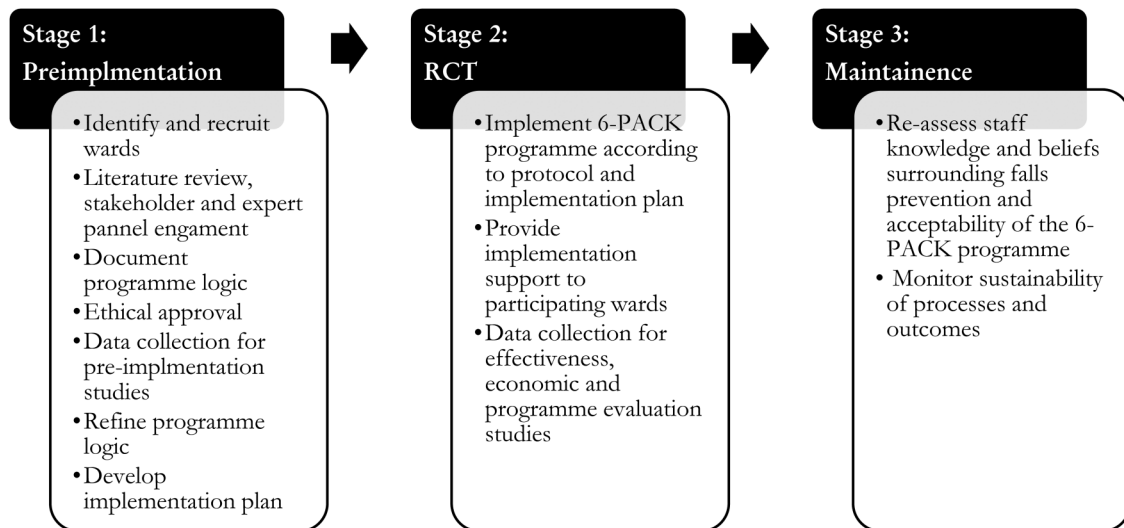 Stage 1:
Preimplmentation
•Identify and recruit
wards
•Literature review,
stakeholder and expert
pannel engament
•Document
programme logic
•Ethical approval
•Data collection for
pre-implmentation
studies
•Refine programme
logic
•Develop
implementation plan
Stage 2:
RCT
•Implement 6-PACK
programme according
to protocol and
implementation plan
•Provide
implementation
support to
participating wards
•Data collection for
effectiveness,
economic and
programme evaluation
studies
Stage 3:
Maintainence
•Re-assess staff
knowledge and beliefs
surrounding falls
prevention and
acceptability of the 6-
PACK programme
• Monitor sustainability
of processes and
outcomes